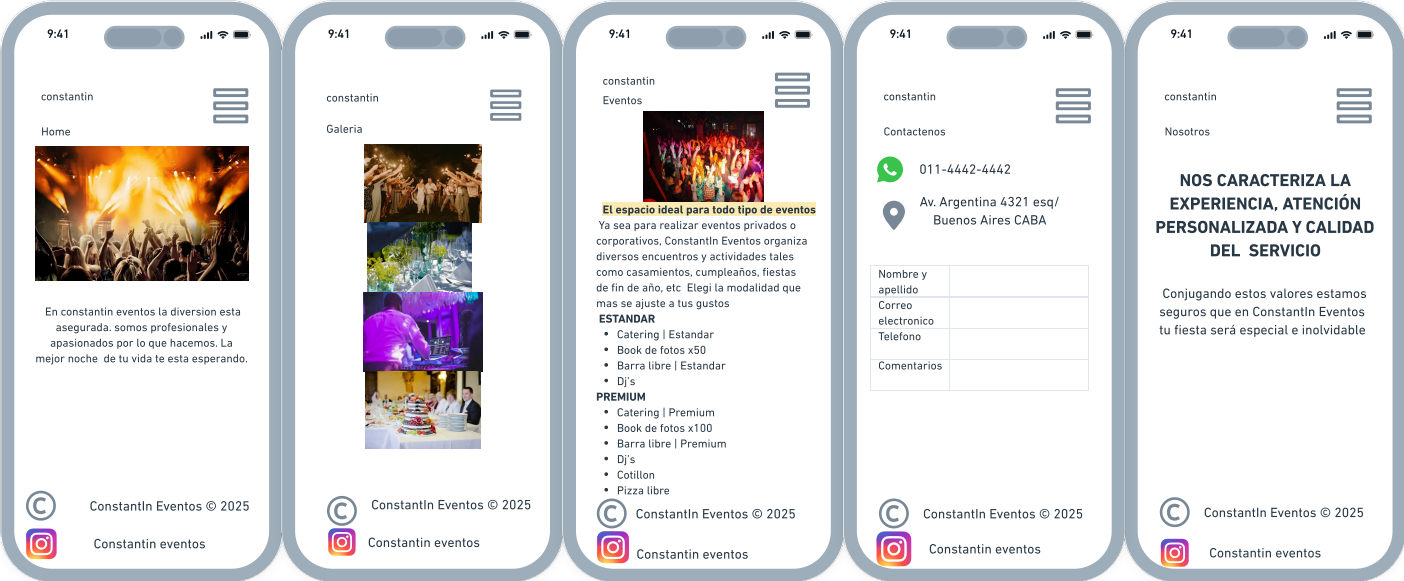 9:41
constantin
Home
En constantin eventos la diversion esta
asegurada. somos profesionales y
apasionados por lo que hacemos. La
mejor noche  de tu vida te esta esperando.
ConstantIn Eventos © 2025
Constantin eventos
9:41
constantin
Galeria
ConstantIn Eventos © 2025
Constantin eventos
9:41
constantin
Eventos
El espacio ideal para todo tipo de eventos
Ya sea para realizar eventos privados o
corporativos, ConstantIn Eventos organiza
diversos encuentros y actividades tales
como casamientos, cumpleaños, fiestas
de fin de año, etc  Elegi la modalidad que
mas se ajuste a tus gustos
ESTANDAR
• Catering | Estandar
• Book de fotos x50
• Barra libre | Estandar
• Dj's
PREMIUM
• Catering | Premium
• Book de fotos x100
• Barra libre | Premium
• Dj's
• Cotillon
• Pizza libre
ConstantIn Eventos © 2025
Constantin eventos
9:41
constantin
Contactenos
011-4442-4442
Av. Argentina 4321 esq/
Buenos Aires CABA
Nombre y
apellido
Correo
electronico
Telefono
Comentarios
ConstantIn Eventos © 2025
Constantin eventos
9:41
constantin
Nosotros
NOS CARACTERIZA LA
EXPERIENCIA, ATENCIÓN
PERSONALIZADA Y CALIDAD
DEL  SERVICIO
Conjugando estos valores estamos
seguros que en ConstantIn Eventos
tu fiesta será especial e inolvidable
ConstantIn Eventos © 2025
Constantin eventos